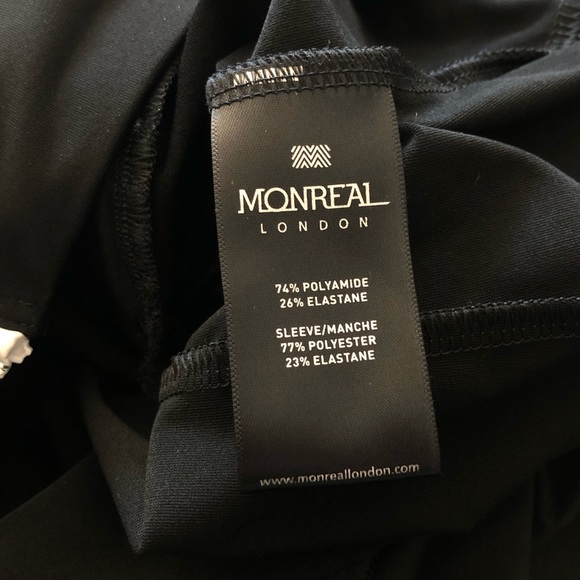 MONREAL
LONDON
74% POLYAMIDE
26% ELASTANE
SLEEVE/MANCHE
77% POLYESTER
23% ELASTANE
www.monreallondon.com